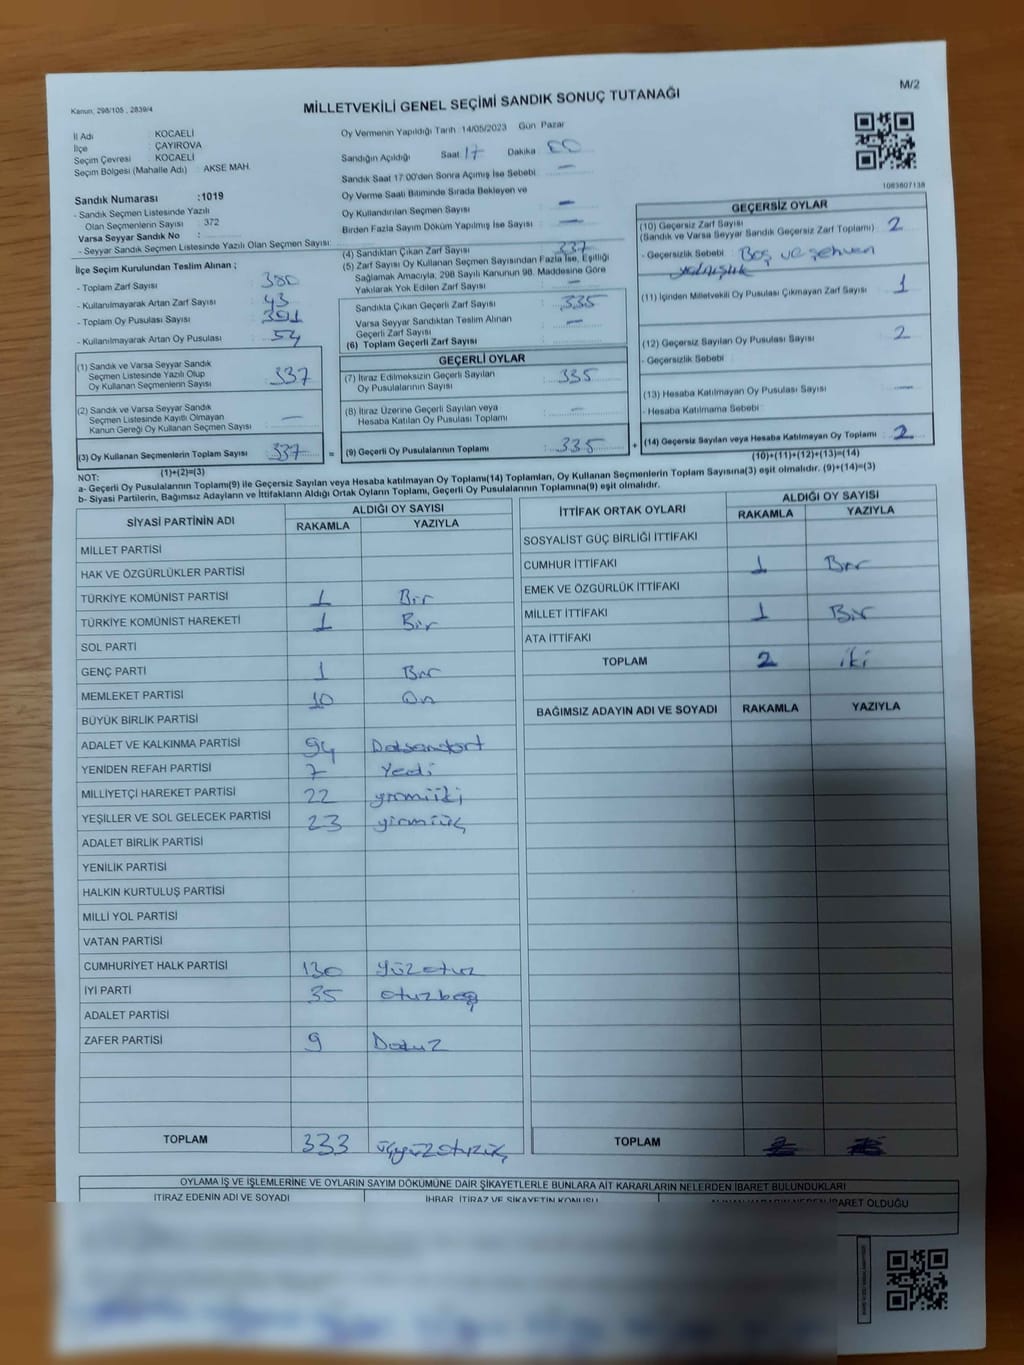 M/2
Kanun: 298/105 , 2839/4
MİLLETVEKİLİ GENEL SEÇİMİ SANDIK SONUÇ TUTANAĞI
İl Adı : KOCAELİ
İlçe : ÇAYIROVA
Seçim Çevresi : KOCAELİ
Seçim Bölgesi (Mahalle Adı) : AKSE MAH.
Sandık Numarası :1019
- Sandık Seçmen Listesinde Yazılı
Olan Seçmenlerin Sayısı : 372
Varsa Seyyar Sandık No :
- Seyyar Sandık Seçmen Listesinde Yazılı Olan Seçmen Sayısı:
İlçe Seçim Kurulundan Teslim Alınan ;
- Toplam Zarf Sayısı : 380
- Kullanılmayarak Artan Zarf Sayısı : 43
- Toplam Oy Pusulası Sayısı : 391
- Kullanılmayarak Artan Oy Pusulası : 54
(1) Sandık ve Varsa Seyyar Sandık
Seçmen Listesinde Yazılı Olup
Oy Kullanan Seçmenlerin Sayısı : 337
(2) Sandık ve Varsa Seyyar Sandık
Seçmen Listesinde Kayıtlı Olmayan
Kanun Gereği Oy Kullanan Seçmen Sayısı : —
(3) Oy Kullanan Seçmenlerin Toplam Sayısı : 337 =
(1)+(2)=(3)
Oy Vermenin Yapıldığı Tarih :14/05/2023 Gün Pazar
Sandığın Açıldığı Saat 17 Dakika 00
Sandık Saat 17:00'den Sonra Açılmış İse Sebebi : —
Oy Verme Saati Bitiminde Sırada Bekleyen ve
Oy Kullandırılan Seçmen Sayısı : —
Birden Fazla Sayım Döküm Yapılmış İse Sayısı : —
(4) Sandıktan Çıkan Zarf Sayısı : 337
(5) Zarf Sayısı Oy Kullanan Seçmen Sayısından Fazla İse, Eşitliği
Sağlamak Amacıyla, 298 Sayılı Kanunun 98. Maddesine Göre
Yakılarak Yok Edilen Zarf Sayısı : —
Sandıkta Çıkan Geçerli Zarf Sayısı : 335
Varsa Seyyar Sandıktan Teslim Alınan
Geçerli Zarf Sayısı : —
(6) Toplam Geçerli Zarf Sayısı :
GEÇERLİ OYLAR
(7) İtiraz Edilmeksizin Geçerli Sayılan
Oy Pusulalarının Sayısı : 335
(8) İtiraz Üzerine Geçerli Sayılan veya
Hesaba Katılan Oy Pusulası Toplamı : —
(9) Geçerli Oy Pusulalarının Toplamı : 335 +
1083807138
GEÇERSİZ OYLAR
(10) Geçersiz Zarf Sayısı
(Sandık ve Varsa Seyyar Sandık Geçersiz Zarf Toplamı) : 2
- Geçersizlik Sebebi : Boş ve sehven
yanlışlık
(11) İçinden Milletvekili Oy Pusulası Çıkmayan Zarf Sayısı : 1
(12) Geçersiz Sayılan Oy Pusulası Sayısı : 2
- Geçersizlik Sebebi :
(13) Hesaba Katılmayan Oy Pusulası Sayısı : —
- Hesaba Katılmama Sebebi :
(14) Geçersiz Sayılan veya Hesaba Katılmayan Oy Toplamı : 2
(10)+(11)+(12)+(13)=(14)
NOT:
a- Geçerli Oy Pusulalarının Toplamı(9) ile Geçersiz Sayılan veya Hesaba Katılmayan Oy Toplamı(14) Toplamları, Oy Kullanan Seçmenlerin Toplam Sayısına(3) eşit olmalıdır. (9)+(14)=(3)
b- Siyasi Partilerin, Bağımsız Adayların ve İttifakların Aldığı Ortak Oyların Toplamı, Geçerli Oy Pusulalarının Toplamına(9) eşit olmalıdır.
SİYASİ PARTİNİN ADI ALDIĞI OY SAYISI
RAKAMLA YAZIYLA
MİLLET PARTİSİ
HAK VE ÖZGÜRLÜKLER PARTİSİ
TÜRKİYE KOMÜNİST PARTİSİ 1 Bir
TÜRKİYE KOMÜNİST HAREKETİ 1 Bir
SOL PARTİ
GENÇ PARTİ 1 Bir
MEMLEKET PARTİSİ 10 On
BÜYÜK BİRLİK PARTİSİ
ADALET VE KALKINMA PARTİSİ 94 Doksandört
YENİDEN REFAH PARTİSİ 7 Yedi
MİLLİYETÇİ HAREKET PARTİSİ 22 yirmiiki
YEŞİLLER VE SOL GELECEK PARTİSİ 23 yirmiüç
ADALET BİRLİK PARTİSİ
YENİLİK PARTİSİ
HALKIN KURTULUŞ PARTİSİ
MİLLİ YOL PARTİSİ
VATAN PARTİSİ
CUMHURİYET HALK PARTİSİ 130 Yüzotuz
İYİ PARTİ 35 otuzbeş
ADALET PARTİSİ
ZAFER PARTİSİ 9 Dokuz
TOPLAM 333 üçyüzotuzüç
İTTİFAK ORTAK OYLARI ALDIĞI OY SAYISI
RAKAMLA YAZIYLA
SOSYALİST GÜÇ BİRLİĞİ İTTİFAKI
CUMHUR İTTİFAKI 1 Bir
EMEK VE ÖZGÜRLÜK İTTİFAKI
MİLLET İTTİFAKI 1 Bir
ATA İTTİFAKI
TOPLAM 2 iki
BAĞIMSIZ ADAYIN ADI VE SOYADI RAKAMLA YAZIYLA
TOPLAM
OYLAMA İŞ VE İŞLEMLERİNE VE OYLARIN SAYIM DÖKÜMÜNE DAİR ŞİKAYETLERLE BUNLARA AİT KARARLARIN NELERDEN İBARET BULUNDUKLARI
İTİRAZ EDENİN ADI VE SOYADI İHBAR, İTİRAZ VE ŞİKAYETİN KONUSU